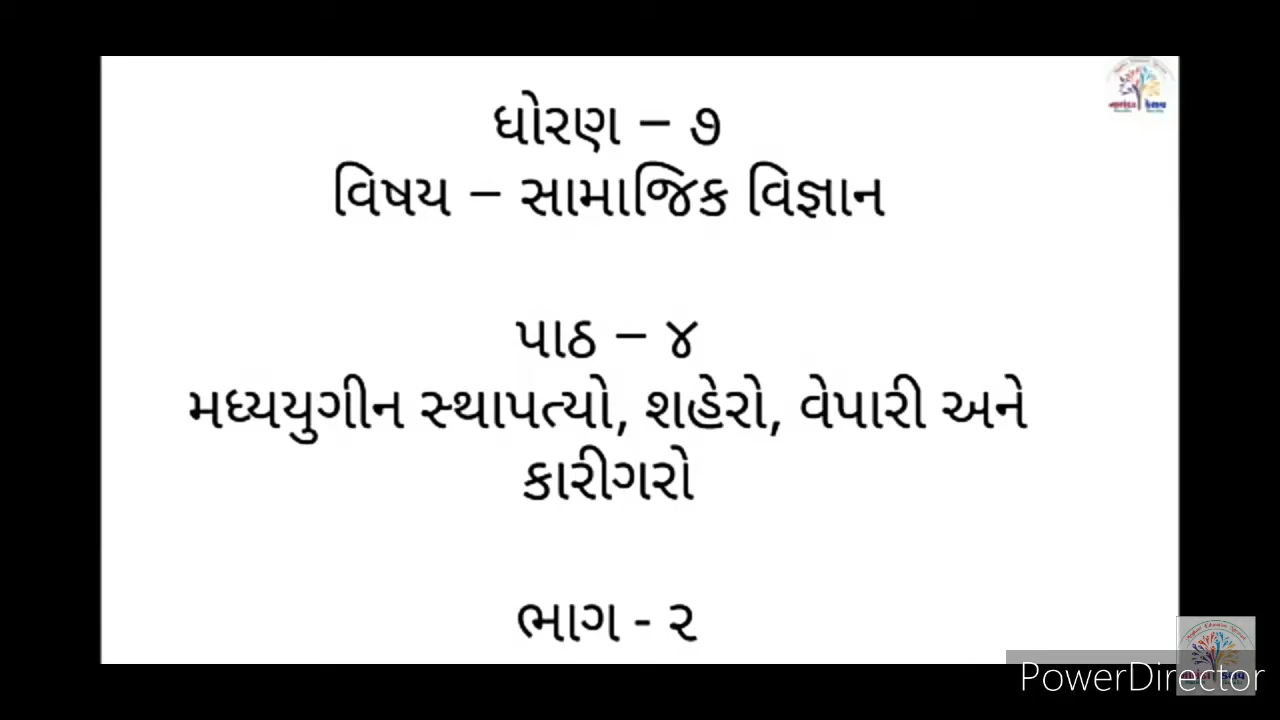 ધોરણ – ૭
વિષય – સામાજિક વિજ્ઞાન
પાઠ – ૪
મધ્યયુગીન સ્થાપત્યો, શહેરો, વેપારી અને
કારીગરો
ભાગ - ૨
PowerDirector